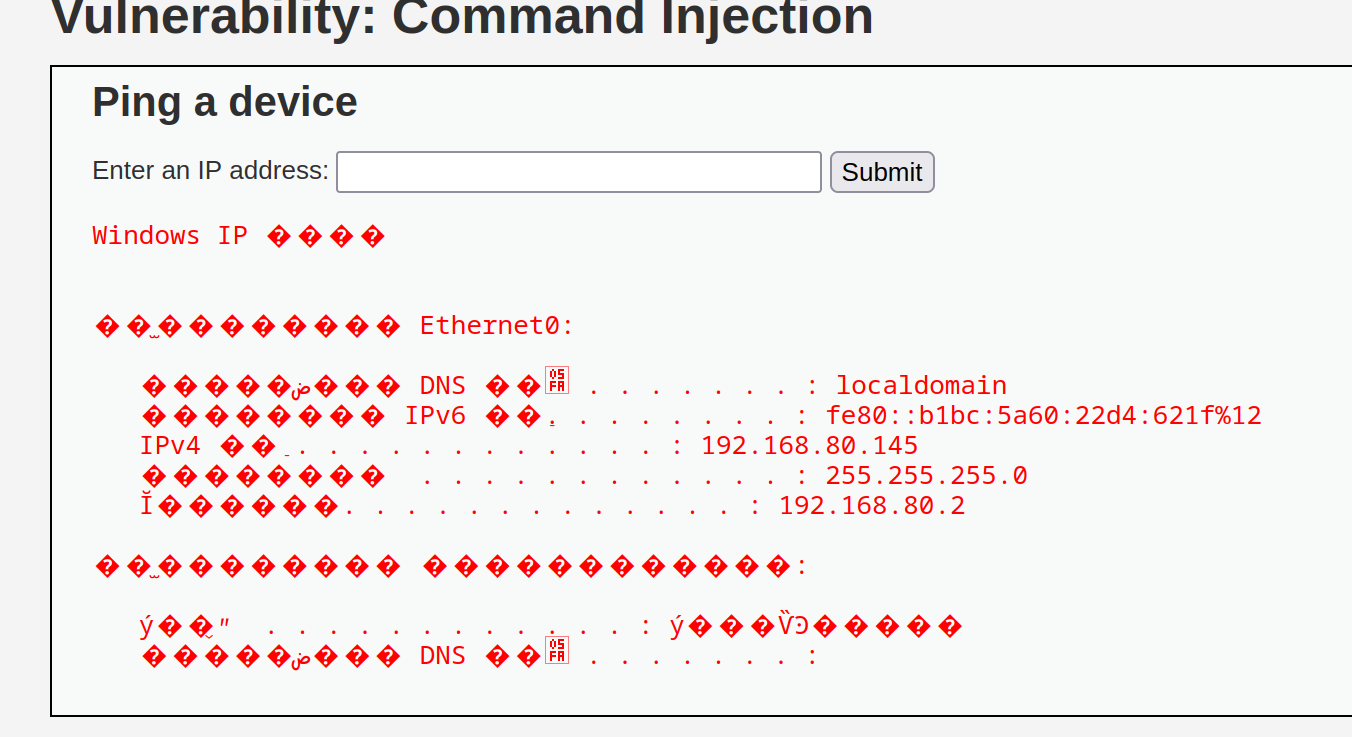 Vulnerability: Command Injection
Ping a device
Enter an IP address: Submit
Windows IP ����
��̫��������� Ethernet0:
�����ض��� DNS ��׺ . . . . . . . : localdomain
�������� IPv6 ��. . . . . . . . : fe80::b1bc:5a60:22d4:621f%12
IPv4 ��. . . . . . . . . . . . : 192.168.80.145
�������� . . . . . . . . . . . . : 255.255.255.0
Ĭ������. . . . . . . . . . . . . : 192.168.80.2
��̫��������� ������������:
ý��״̬ . . . . . . . . . . . . : ý���ѶϿ�����
�����ض��� DNS ��׺ . . . . . . . :